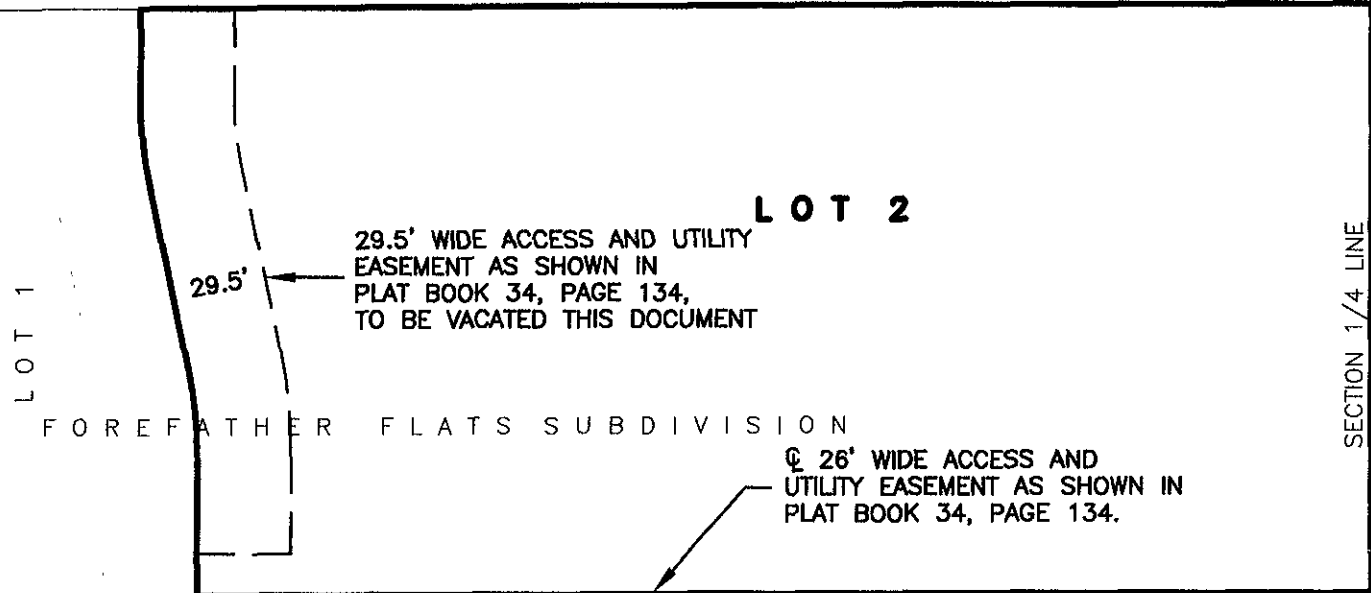 LOT 2
29.5' WIDE ACCESS AND UTILITY
EASEMENT AS SHOWN IN
PLAT BOOK 34, PAGE 134,
TO BE VACATED THIS DOCUMENT
29.5'
LOT 1
SECTION 1/4 LINE
FOREFATHER FLATS SUBDIVISION
℄ 26' WIDE ACCESS AND
UTILITY EASEMENT AS SHOWN IN
PLAT BOOK 34, PAGE 134.